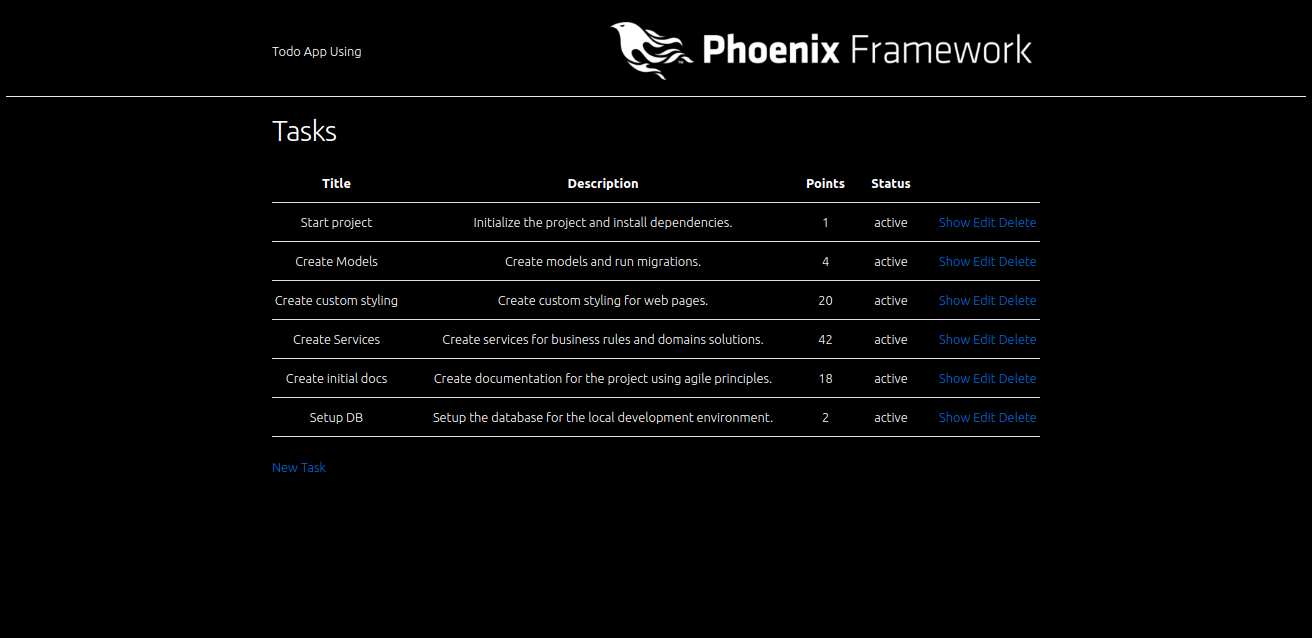 Todo App Using Phoenix Framework
Tasks
Title Description Points Status
Start project Initialize the project and install dependencies. 1 active Show Edit Delete
Create Models Create models and run migrations. 4 active Show Edit Delete
Create custom styling Create custom styling for web pages. 20 active Show Edit Delete
Create Services Create services for business rules and domains solutions. 42 active Show Edit Delete
Create initial docs Create documentation for the project using agile principles. 18 active Show Edit Delete
Setup DB Setup the database for the local development environment. 2 active Show Edit Delete
New Task